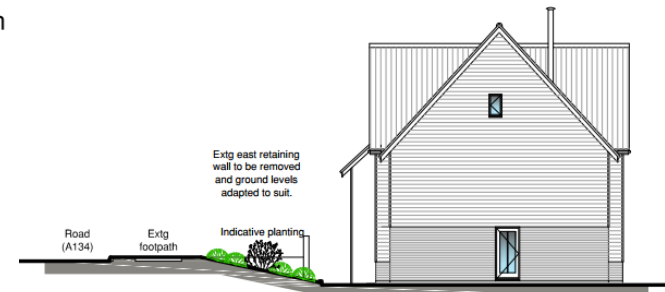 n
Extg east retaining
wall to be removed
and ground levels
adapted to suit.
Road
(A134)
Extg
footpath
Indicative planting